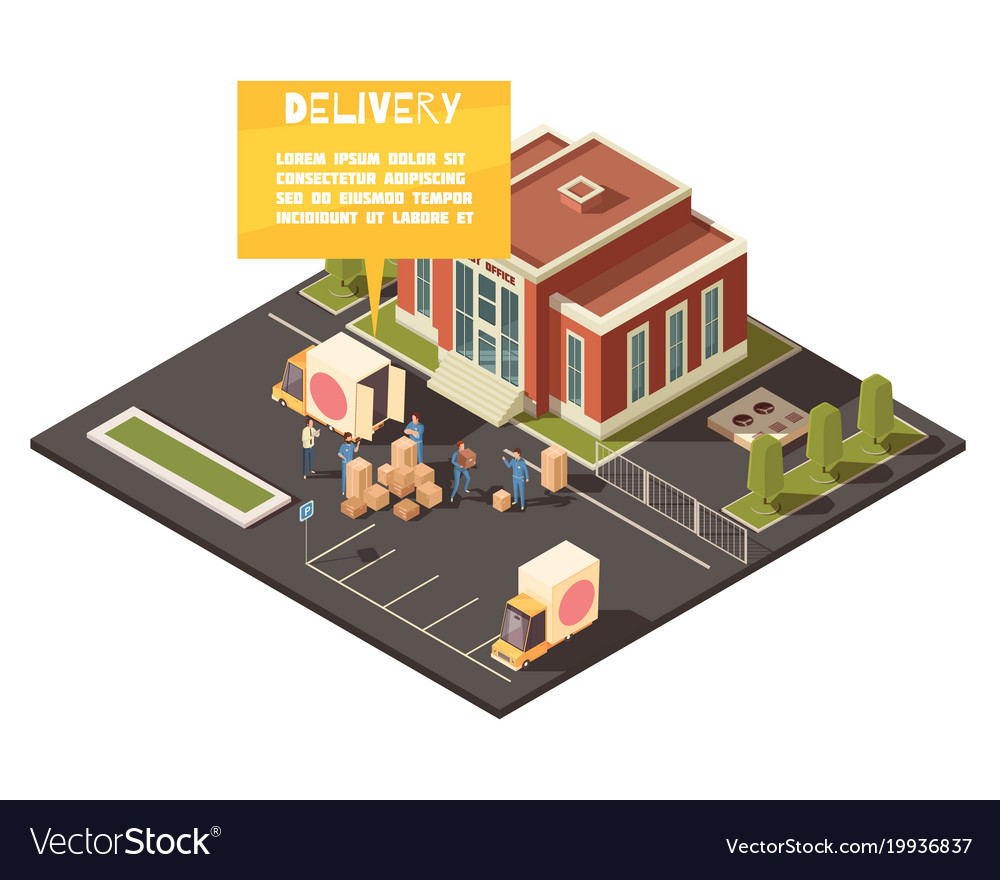 DELIVERY
LOREM IPSUM DOLOR SIT
CONSECTETUR ADIPISCING
SED DO EIUSMOD TEMPOR
INCIDIDUNT UT LABORE ET
OFFICE
P
VectorStock®
VectorStock.com/19936837